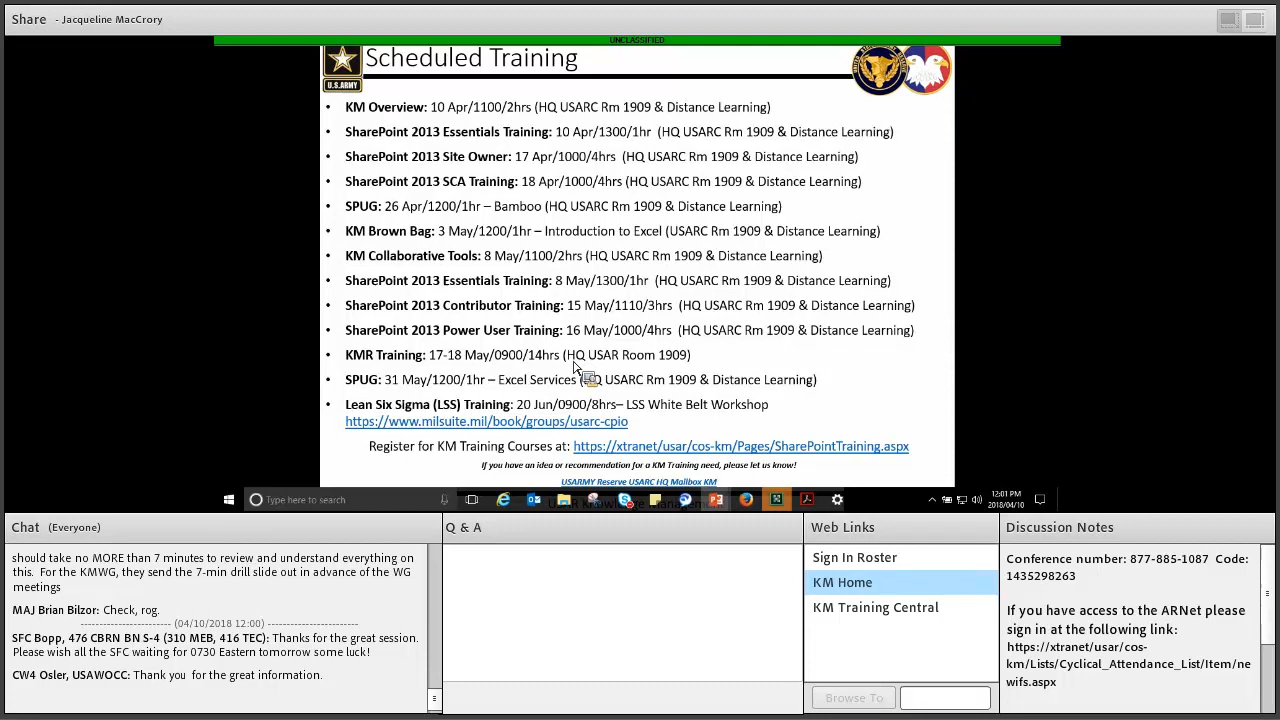 Share - Jacqueline MacCrory
UNCLASSIFIED
U.S.ARMY
Scheduled Training
• KM Overview: 10 Apr/1100/2hrs (HQ USARC Rm 1909 & Distance Learning)
• SharePoint 2013 Essentials Training: 10 Apr/1300/1hr (HQ USARC Rm 1909 & Distance Learning)
• SharePoint 2013 Site Owner: 17 Apr/1000/4hrs (HQ USARC Rm 1909 & Distance Learning)
• SharePoint 2013 SCA Training: 18 Apr/1000/4hrs (HQ USARC Rm 1909 & Distance Learning)
• SPUG: 26 Apr/1200/1hr – Bamboo (HQ USARC Rm 1909 & Distance Learning)
• KM Brown Bag: 3 May/1200/1hr – Introduction to Excel (USARC Rm 1909 & Distance Learning)
• KM Collaborative Tools: 8 May/1100/2hrs (HQ USARC Rm 1909 & Distance Learning)
• SharePoint 2013 Essentials Training: 8 May/1300/1hr (HQ USARC Rm 1909 & Distance Learning)
• SharePoint 2013 Contributor Training: 15 May/1110/3hrs (HQ USARC Rm 1909 & Distance Learning)
• SharePoint 2013 Power User Training: 16 May/1000/4hrs (HQ USARC Rm 1909 & Distance Learning)
• KMR Training: 17-18 May/0900/14hrs (HQ USAR Room 1909)
• SPUG: 31 May/1200/1hr – Excel Services (HQ USARC Rm 1909 & Distance Learning)
• Lean Six Sigma (LSS) Training: 20 Jun/0900/8hrs– LSS White Belt Workshop
https://www.milsuite.mil/book/groups/usarc-cpio
Register for KM Training Courses at: https://xtranet/usar/cos-km/Pages/SharePointTraining.aspx
If you have an idea or recommendation for a KM Training need, please let us know!
USARMY Reserve USARC HQ Mailbox KM
Type here to search
12:01 PM
2018/04/10
Chat (Everyone)
should take no MORE than 7 minutes to review and understand everything on
this. For the KMWG, they send the 7-min drill slide out in advance of the WG
meetings
MAJ Brian Bilzor: Check, rog.
------------------------ (04/10/2018 12:00) ------------------------
SFC Bopp, 476 CBRN BN S-4 (310 MEB, 416 TEC): Thanks for the great session.
Please wish all the SFC waiting for 0730 Eastern tomorrow some luck!
CW4 Osler, USAWOCC: Thank you for the great information.
Q & A
Web Links
Sign In Roster
KM Home
KM Training Central
Browse To
Discussion Notes
Conference number: 877-885-1087 Code:
1435298263
If you have access to the ARNet please
sign in at the following link:
https://xtranet/usar/cos-
km/Lists/Cyclical_Attendance_List/Item/ne
wifs.aspx